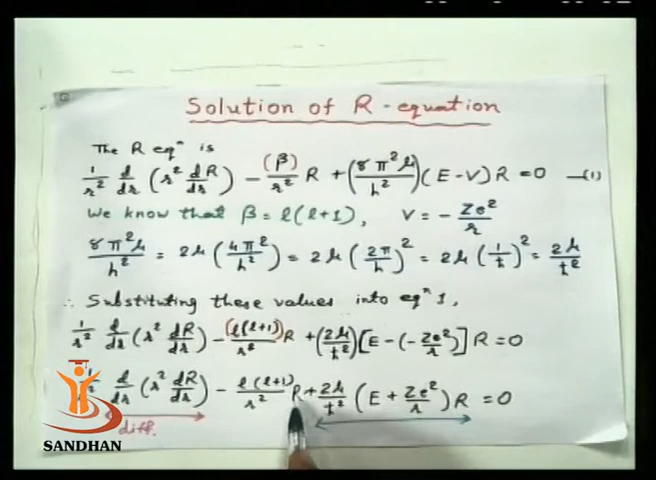 Solution of R-equation
The R eqⁿ is
1/r² d/dr (r² dR/dr) - (β)/r² R + (8π²μ/h²)(E-V)R = 0 —(1)
We know that β = l(l+1), V = - Ze²/r
8π²μ/h² = 2μ(4π²/h²) = 2μ(2π/h)² = 2μ(1/ħ)² = 2μ/ħ²
∴ Substituting these values into eqⁿ 1,
1/r² d/dr (r² dR/dr) - (l(l+1))/r² R + (2μ/ħ²)[E - (-Ze²/r)]R = 0
1/r² d/dr (r² dR/dr) - l(l+1)/r² R + 2μ/ħ² (E + Ze²/r)R = 0
diff.
SANDHAN